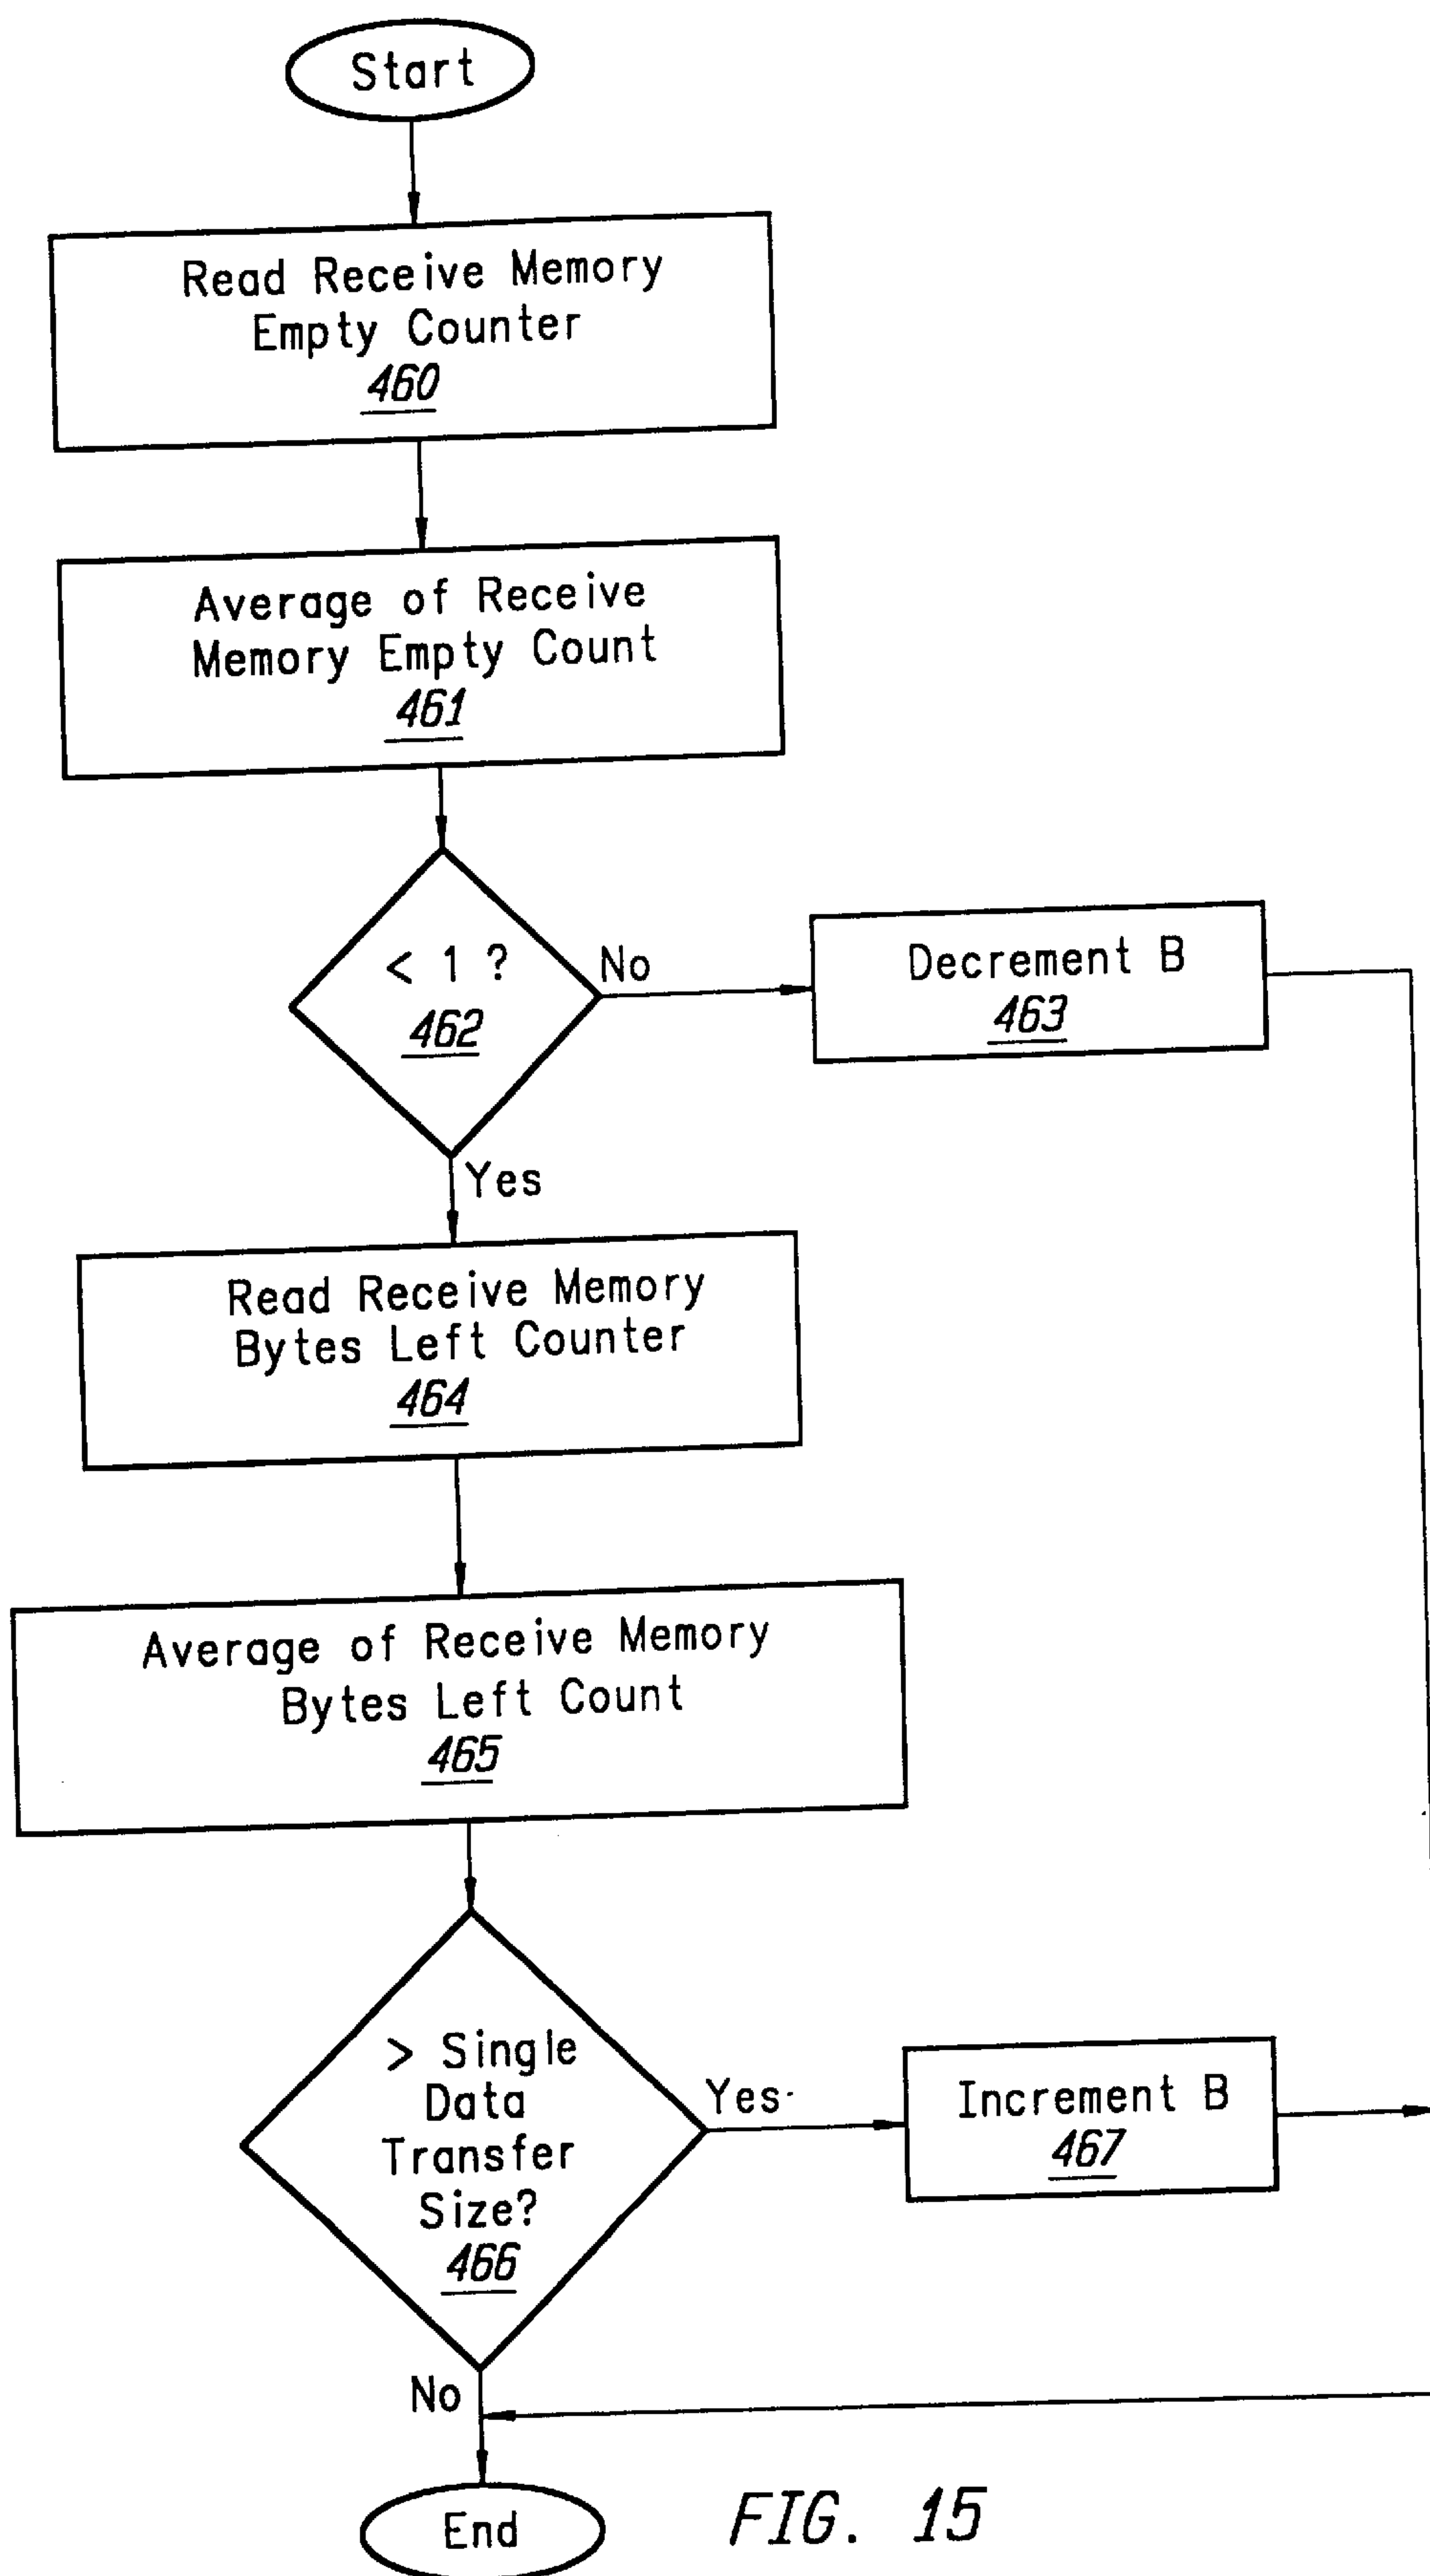 Start
Read Receive Memory
Empty Counter
460
Average of Receive
Memory Empty Count
461
< 1 ?
462
No
Decrement B
463
Yes
Read Receive Memory
Bytes Left Counter
464
Average of Receive Memory
Bytes Left Count
465
> Single
Data
Transfer
Size?
466
Yes
Increment B
467
No
End
FIG. 15